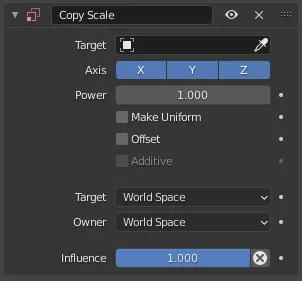 Copy Scale
Target
Axis X Y Z
Power 1.000
Make Uniform
Offset
Additive
Target World Space
Owner World Space
Influence 1.000